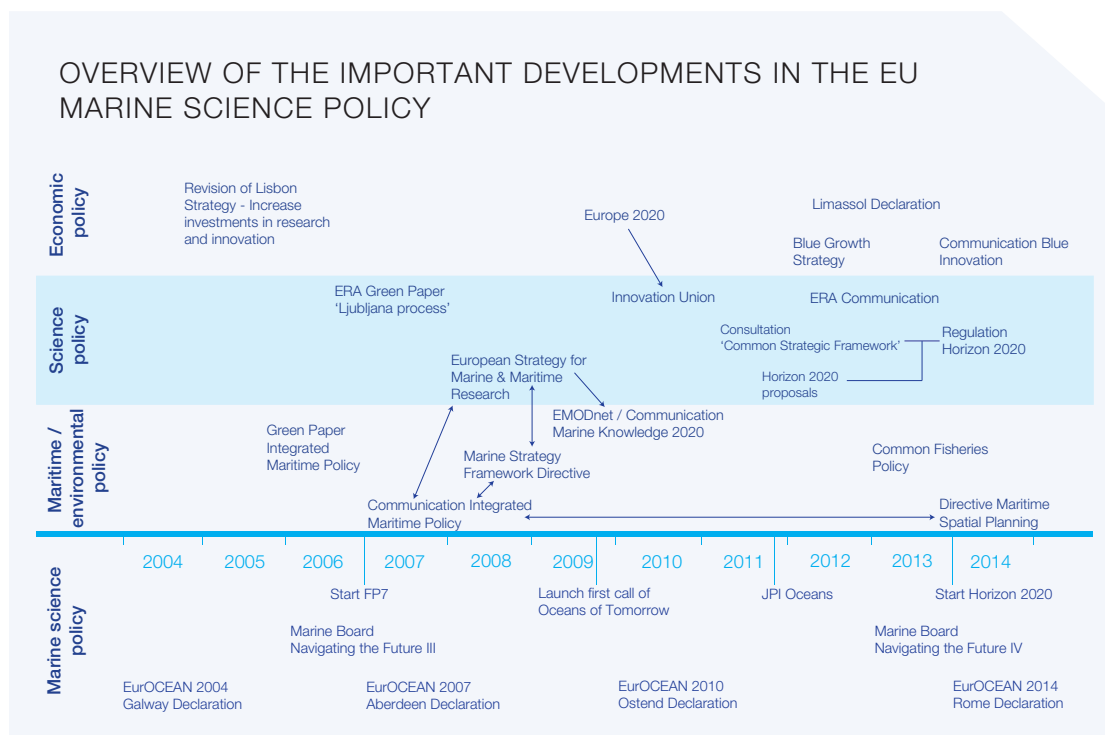 OVERVIEW OF THE IMPORTANT DEVELOPMENTS IN THE EU
MARINE SCIENCE POLICY
Economic
policy
Revision of Lisbon
Strategy - Increase
investments in research
and innovation
Europe 2020
Limassol Declaration
Blue Growth
Strategy
Communication Blue
Innovation
Science
policy
ERA Green Paper
‘Ljubljana process’
Innovation Union
ERA Communication
Consultation
‘Common Strategic Framework’
Regulation
Horizon 2020
European Strategy for
Marine & Maritime
Research
Horizon 2020
proposals
Maritime /
environmental
policy
EMODnet / Communication
Marine Knowledge 2020
Green Paper
Integrated
Maritime Policy
Marine Strategy
Framework Directive
Common Fisheries
Policy
Communication Integrated
Maritime Policy
Directive Maritime
Spatial Planning
2004
2005
2006
2007
2008
2009
2010
2011
2012
2013
2014
Marine science
policy
Start FP7
Launch first call of
Oceans of Tomorrow
JPI Oceans
Start Horizon 2020
Marine Board
Navigating the Future III
Marine Board
Navigating the Future IV
EurOCEAN 2004
Galway Declaration
EurOCEAN 2007
Aberdeen Declaration
EurOCEAN 2010
Ostend Declaration
EurOCEAN 2014
Rome Declaration